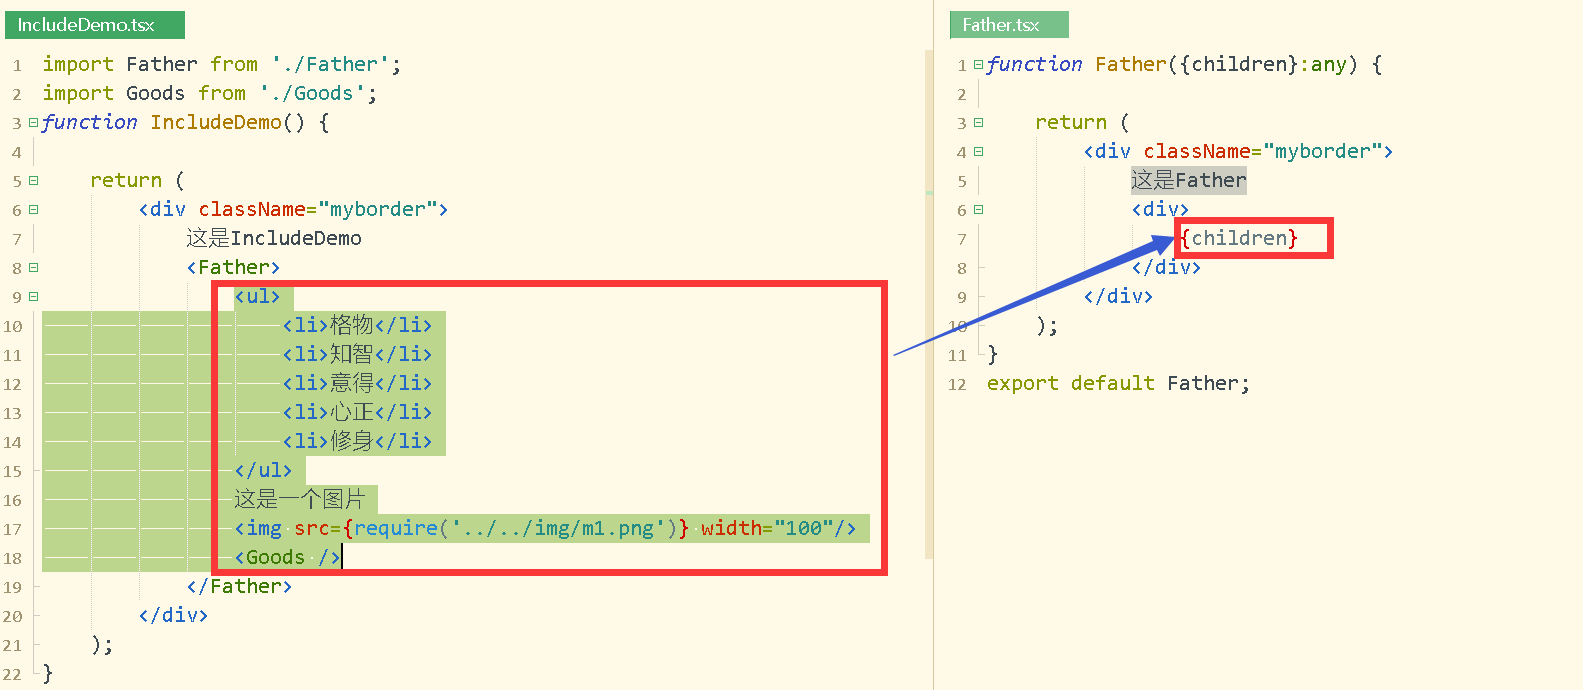 IncludeDemo.tsx
1 import Father from './Father';
2 import Goods from './Goods';
3 function IncludeDemo() {
4
5 return (
6 <div className="myborder">
7 这是IncludeDemo
8 <Father>
9 <ul>
10 <li>格物</li>
11 <li>知智</li>
12 <li>意得</li>
13 <li>心正</li>
14 <li>修身</li>
15 </ul>
16 这是一个图片
17 <img src={require('../../img/m1.png')} width="100"/>
18 <Goods />
19 </Father>
20 </div>
21 );
22 }
Father.tsx
1 function Father({children}:any) {
2
3 return (
4 <div className="myborder">
5 这是Father
6 <div>
7 {children}
8 </div>
9 </div>
10 );
11 }
12 export default Father;